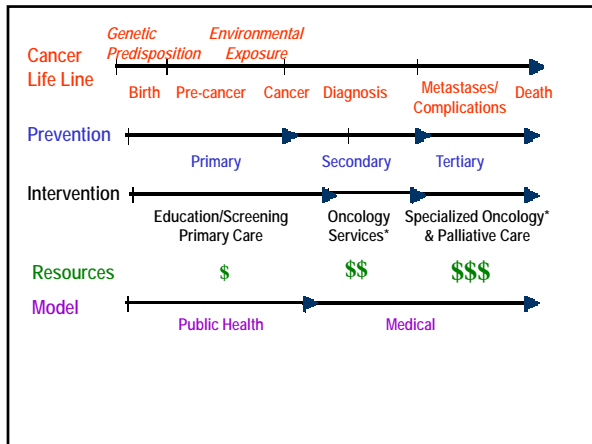 Genetic Environmental
Predisposition Exposure
Cancer
Life Line
Birth Pre-cancer Cancer Diagnosis Metastases/
Complications Death
Prevention
Primary Secondary Tertiary
Intervention
Education/Screening Oncology Specialized Oncology*
Primary Care Services* & Palliative Care
Resources $ $$ $$$
Model
Public Health Medical